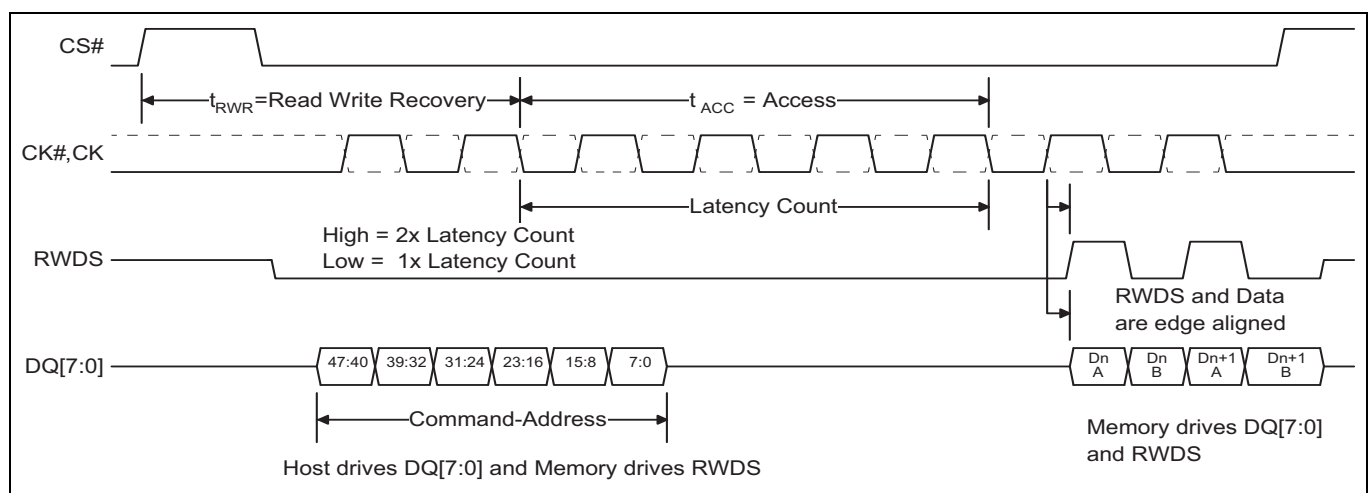 CS#
tRWR=Read Write Recovery
tACC = Access
CK#,CK
Latency Count
High = 2x Latency Count
Low = 1x Latency Count
RWDS
RWDS and Data
are edge aligned
DQ[7:0]
47:40 39:32 31:24 23:16 15:8 7:0
Dn
A
Dn
B
Dn+1
A
Dn+1
B
Command-Address
Memory drives DQ[7:0]
and RWDS
Host drives DQ[7:0] and Memory drives RWDS